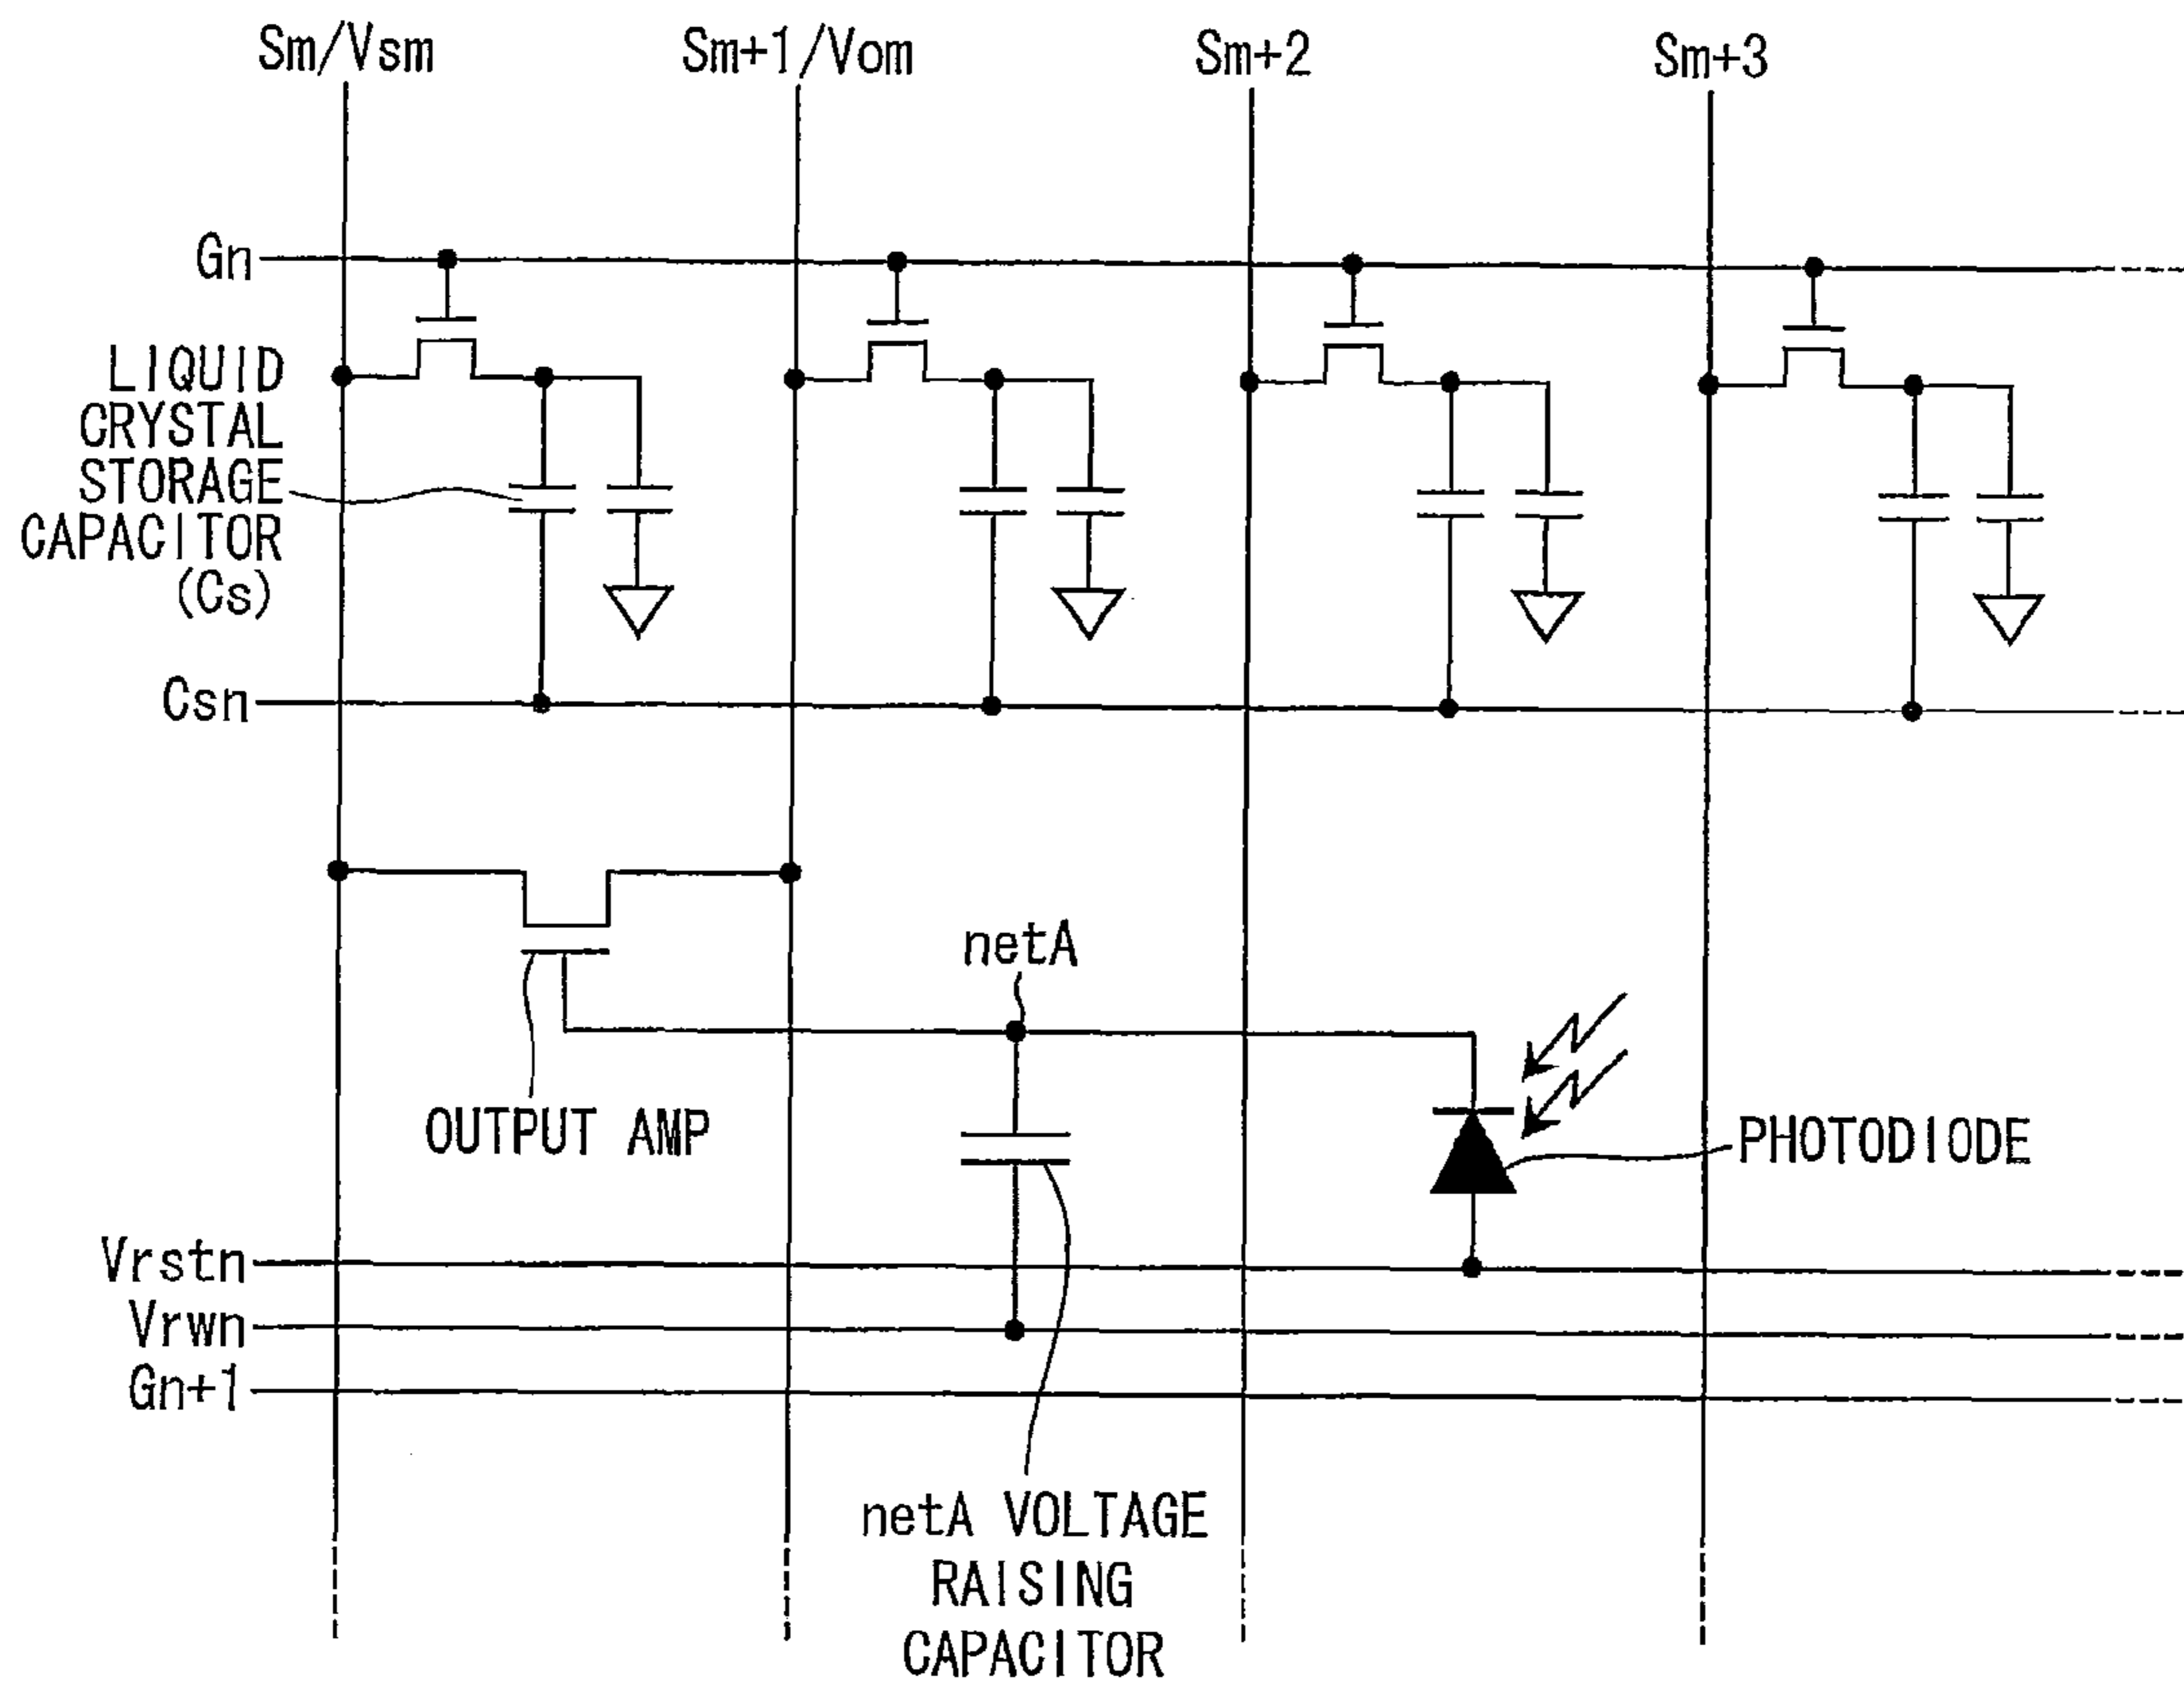 Sm/Vsm
Sm+1/Vom
Sm+2
Sm+3
Gn
LIQUID
CRYSTAL
STORAGE
CAPACITOR
(Cs)
Csn
netA
OUTPUT AMP
PHOTODIODE
Vrstn
Vrwn
Gn+1
netA VOLTAGE
RAISING
CAPACITOR